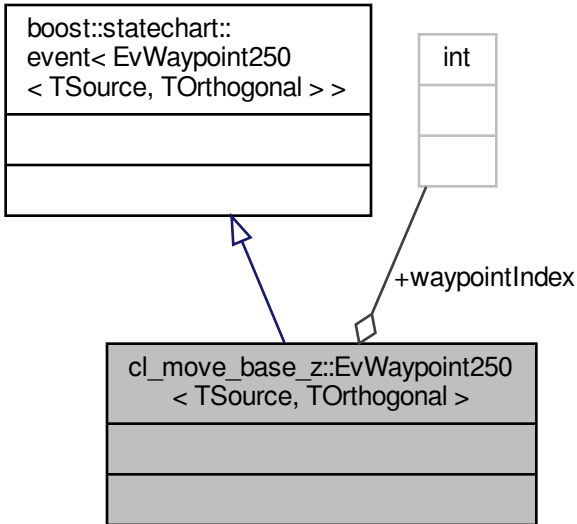 boost::statechart::
event< EvWaypoint250
< TSource, TOrthogonal > >
int
+waypointIndex
cl_move_base_z::EvWaypoint250
< TSource, TOrthogonal >